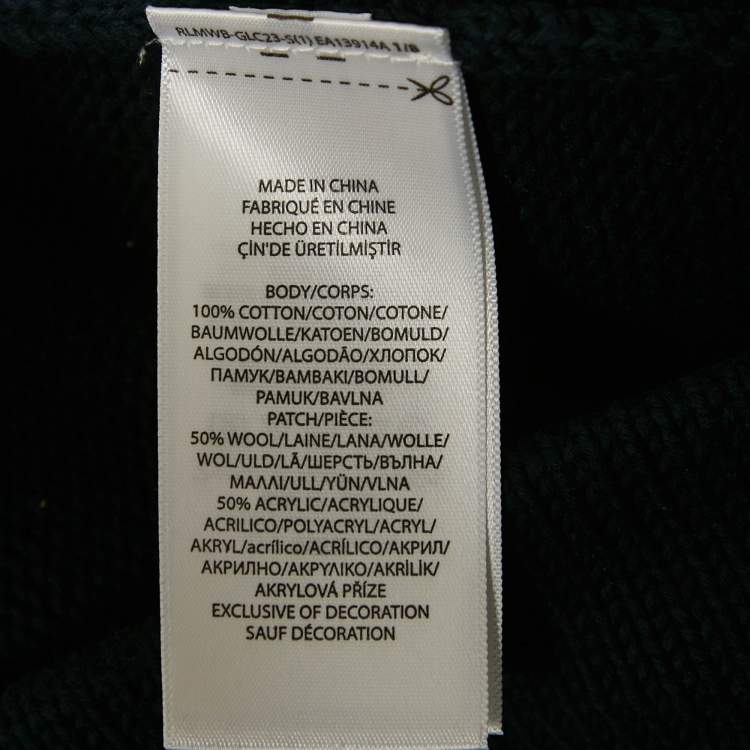 RLMWB-GLC23-S(1) EA13914A 1/8
MADE IN CHINA
FABRIQUÉ EN CHINE
HECHO EN CHINA
ÇİN'DE ÜRETİLMİŞTİR
BODY/CORPS:
100% COTTON/COTON/COTONE/
BAUMWOLLE/KATOEN/BOMULD/
ALGODÓN/ALGODÃO/ХЛОПОК/
ПАМУК/ΒΑΜΒΑΚΙ/BOMULL/
PAMUK/BAVLNA
PATCH/PIÈCE:
50% WOOL/LAINE/LANA/WOLLE/
WOL/ULD/LÃ/ШЕРСТЬ/ВЪЛНА/
ΜΑΛΛΙ/ULL/YÜN/VLNA
50% ACRYLIC/ACRYLIQUE/
ACRILICO/POLYACRYL/ACRYL/
AKRYL/acrílico/ACRÍLICO/АКРИЛ/
АКРИЛНО/ΑΚΡΥΛΙΚΟ/AKRİLİK/
AKRYLOVÁ PŘÍZE
EXCLUSIVE OF DECORATION
SAUF DÉCORATION